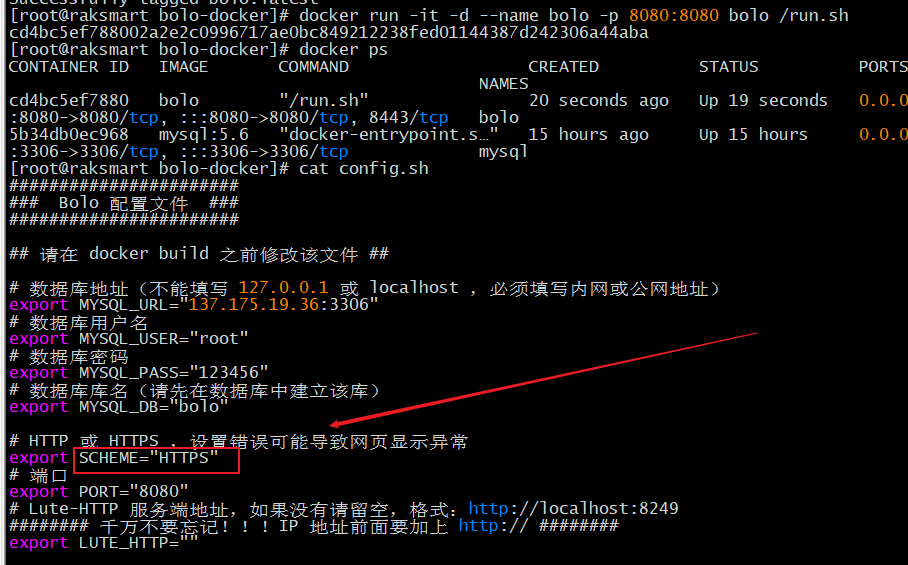 Successfully tagged bolo-docker:latest
[root@raksmart bolo-docker]# docker run -it -d --name bolo -p 8080:8080 bolo /run.sh
cd4bc5ef788002a2e2c0996717ae0bc849212238fed01144387d242306a44aba
[root@raksmart bolo-docker]# docker ps
CONTAINER ID   IMAGE       COMMAND                  CREATED          STATUS          PORTS
NAMES
cd4bc5ef7880   bolo        "/run.sh"                20 seconds ago   Up 19 seconds   0.0.0
:8080->8080/tcp, :::8080->8080/tcp, 8443/tcp   bolo
5b34db0ec968   mysql:5.6   "docker-entrypoint.s…"   15 hours ago     Up 15 hours     0.0.0
:3306->3306/tcp, :::3306->3306/tcp             mysql
[root@raksmart bolo-docker]# cat config.sh
#######################
###  Bolo 配置文件  ###
#######################
## 请在 docker build 之前修改该文件 ##
# 数据库地址（不能填写 127.0.0.1 或 localhost ，必须填写内网或公网地址）
export MYSQL_URL="137.175.19.36:3306"
# 数据库用户名
export MYSQL_USER="root"
# 数据库密码
export MYSQL_PASS="123456"
# 数据库库名（请先在数据库中建立该库）
export MYSQL_DB="bolo"
# HTTP 或 HTTPS ，设置错误可能导致网页显示异常
export SCHEME="HTTPS"
# 端口
export PORT="8080"
# Lute-HTTP 服务端地址，如果没有请留空，格式：http://localhost:8249
######## 千万不要忘记！！！IP 地址前面要加上 http:// ########
export LUTE_HTTP=""